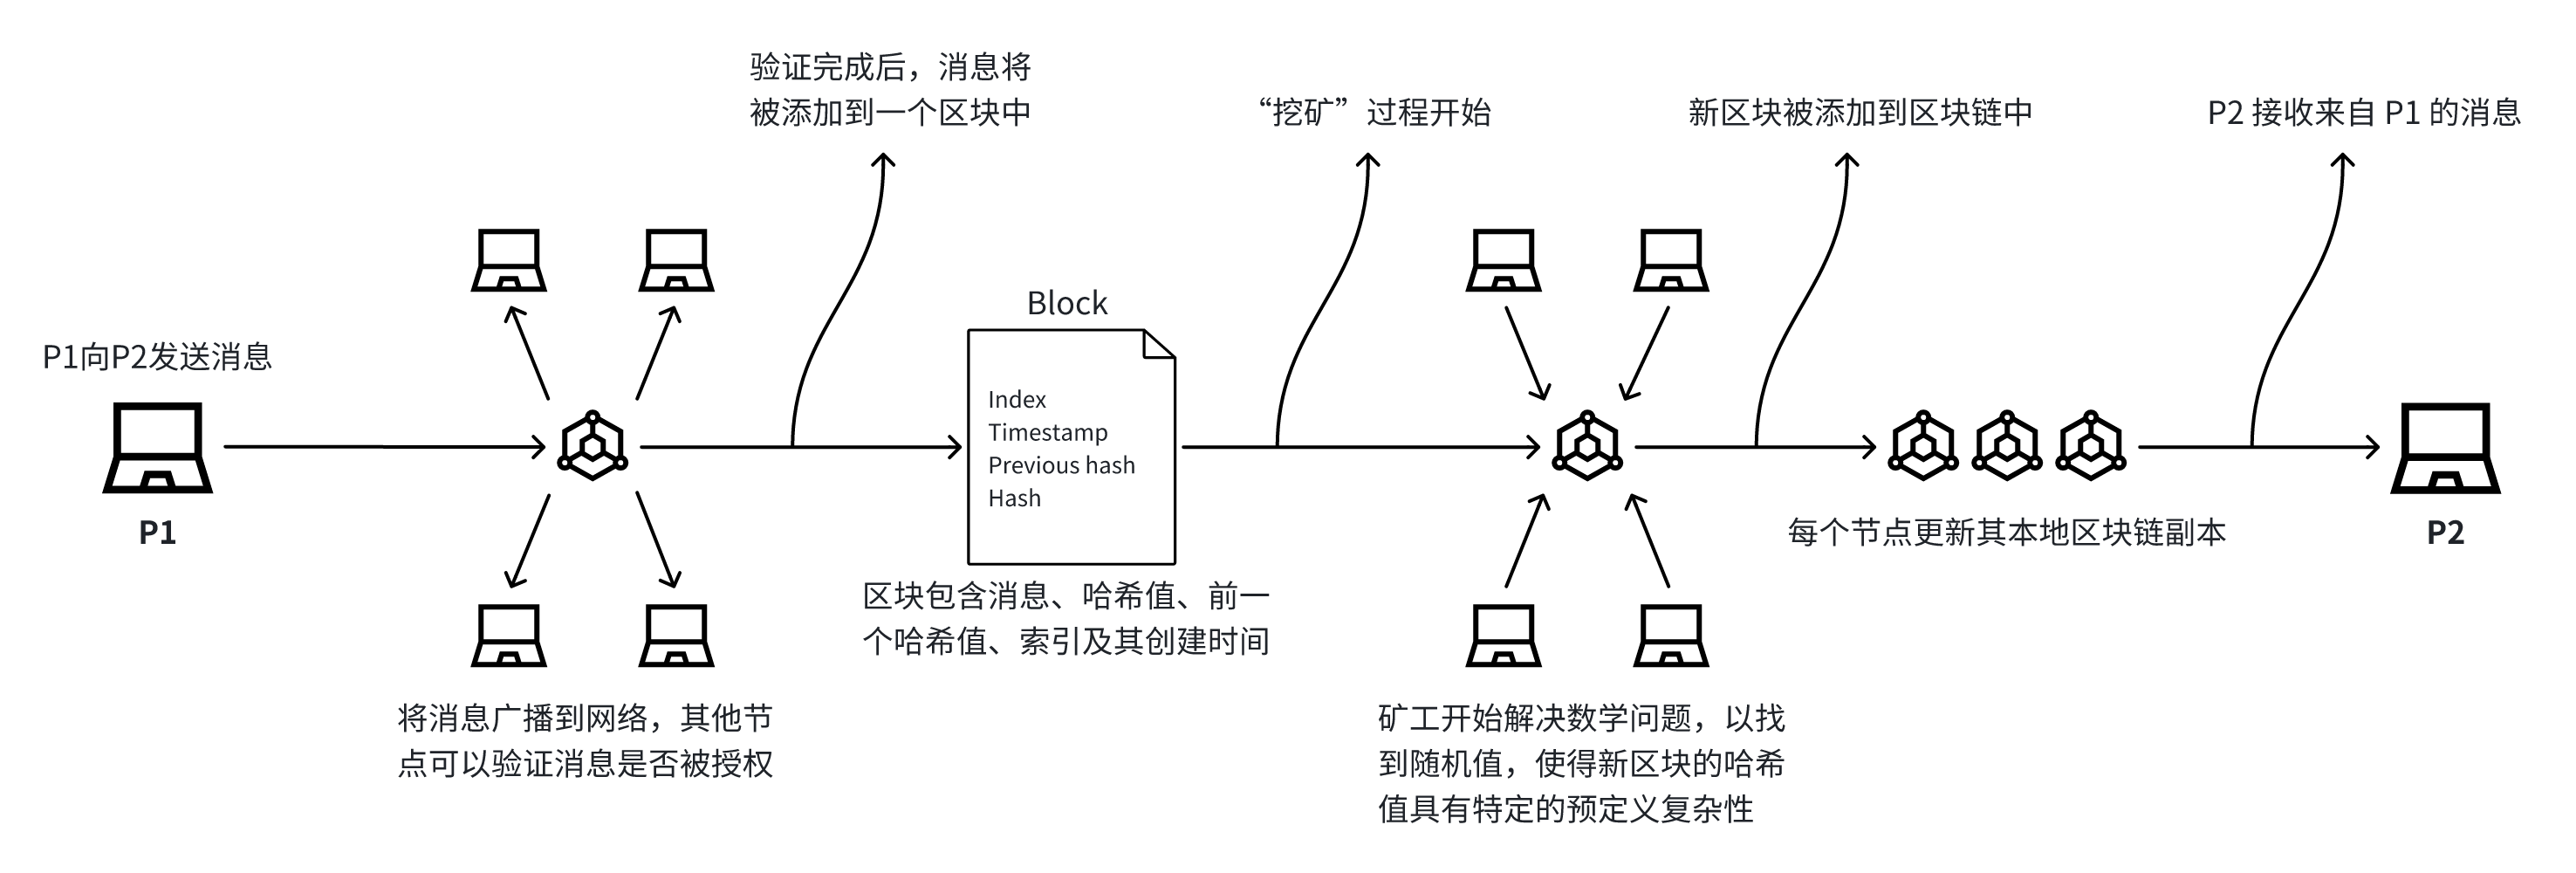 P1向P2发送消息
P1
将消息广播到网络，其他节
点可以验证消息是否被授权
验证完成后，消息将
被添加到一个区块中
Block
Index
Timestamp
Previous hash
Hash
区块包含消息、哈希值、前一
个哈希值、索引及其创建时间
“挖矿”过程开始
矿工开始解决数学问题，以找
到随机值，使得新区块的哈希
值具有特定的预定义复杂性
新区块被添加到区块链中
每个节点更新其本地区块链副本
P2 接收来自 P1 的消息
P2